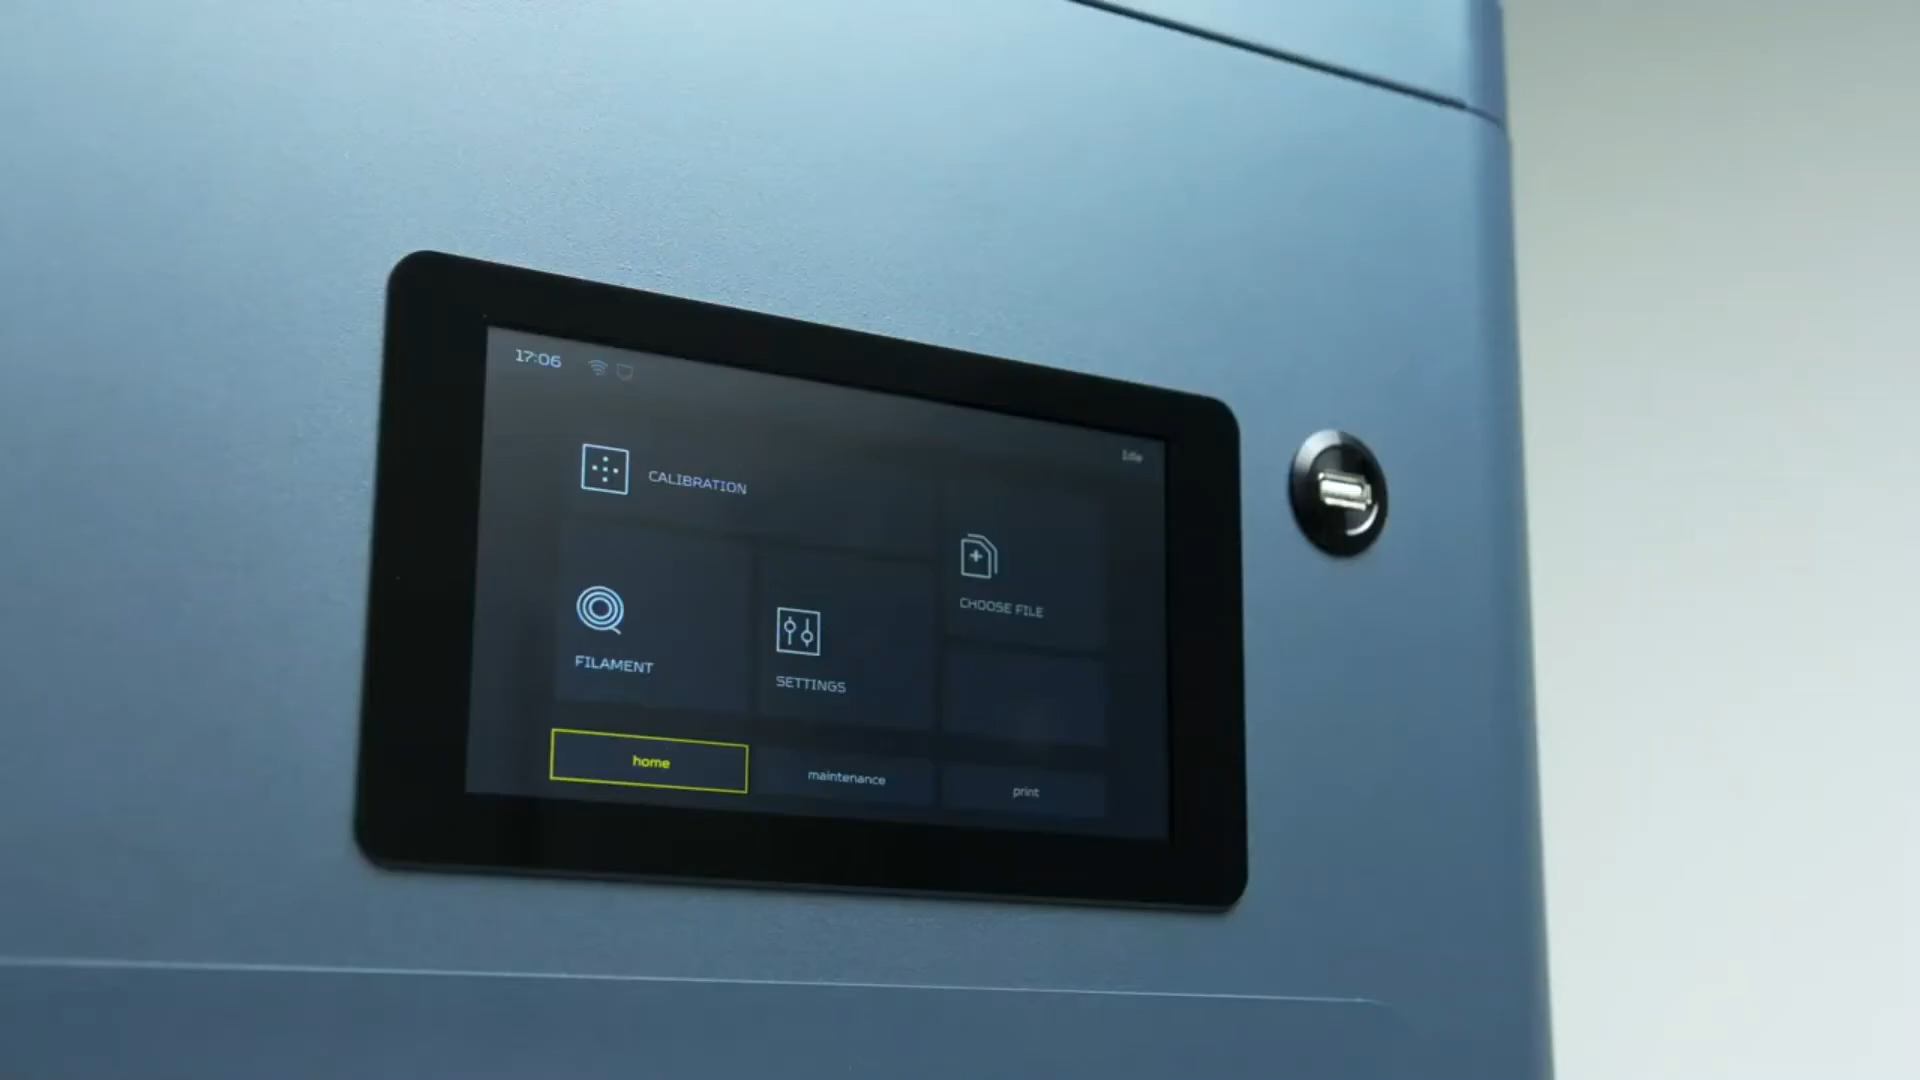 17:06
Idle
CALIBRATION
CHOOSE FILE
FILAMENT
SETTINGS
home
maintenance
print